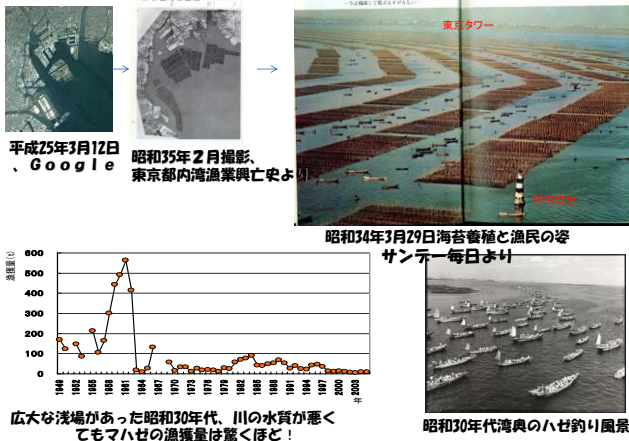 東京タワー
平成25年3月12日
、Ｇｏｏｇｌｅ
昭和35年２月撮影、
東京都内湾漁業興亡史より
昭和34年3月29日海苔養殖と漁民の姿
サンデー毎日より
漁獲量(t)
600
500
400
300
200
100
0
1949
1952
1955
1958
1961
1964
1967
1970
1973
1976
1979
1982
1985
1988
1991
1994
1997
2000
2003
年
広大な浅場があった昭和30年代、川の水質が悪く
てもマハゼの漁獲量は驚くほど！
昭和30年代湾奥のハゼ釣り風景